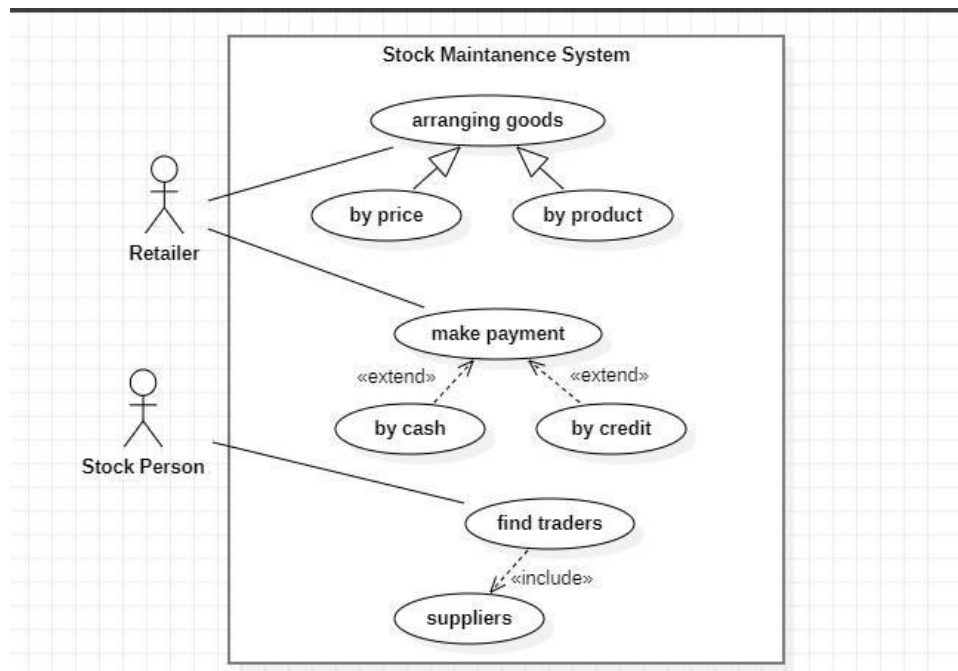 Stock Maintanence System
arranging goods
by price
by product
Retailer
make payment
«extend»
«extend»
by cash
by credit
Stock Person
find traders
«include»
suppliers